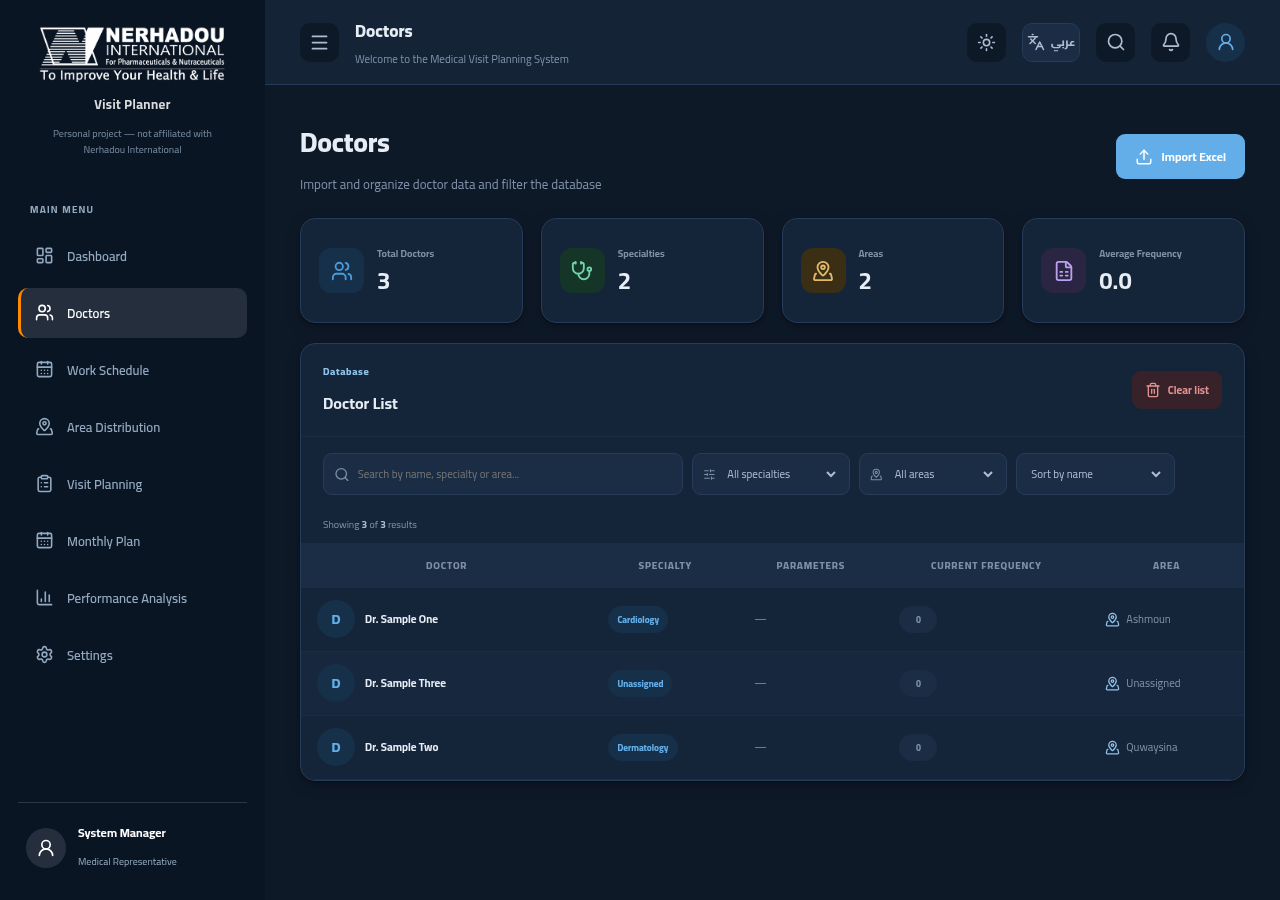 NERHADOU
INTERNATIONAL
For Pharmaceuticals & Nutraceuticals
To Improve Your Health & Life
Visit Planner
Personal project — not affiliated with
Nerhadou International
MAIN MENU
Dashboard
Doctors
Work Schedule
Area Distribution
Visit Planning
Monthly Plan
Performance Analysis
Settings
System Manager
Medical Representative
Doctors
Welcome to the Medical Visit Planning System
عربي
Doctors
Import and organize doctor data and filter the database
Import Excel
Total Doctors
3
Specialties
2
Areas
2
Average Frequency
0.0
Database
Doctor List
Clear list
Search by name, specialty or area...
All specialties
All areas
Sort by name
Showing 3 of 3 results
DOCTOR SPECIALTY PARAMETERS CURRENT FREQUENCY AREA
D Dr. Sample One Cardiology — 0 Ashmoun
D Dr. Sample Three Unassigned — 0 Unassigned
D Dr. Sample Two Dermatology — 0 Quwaysina